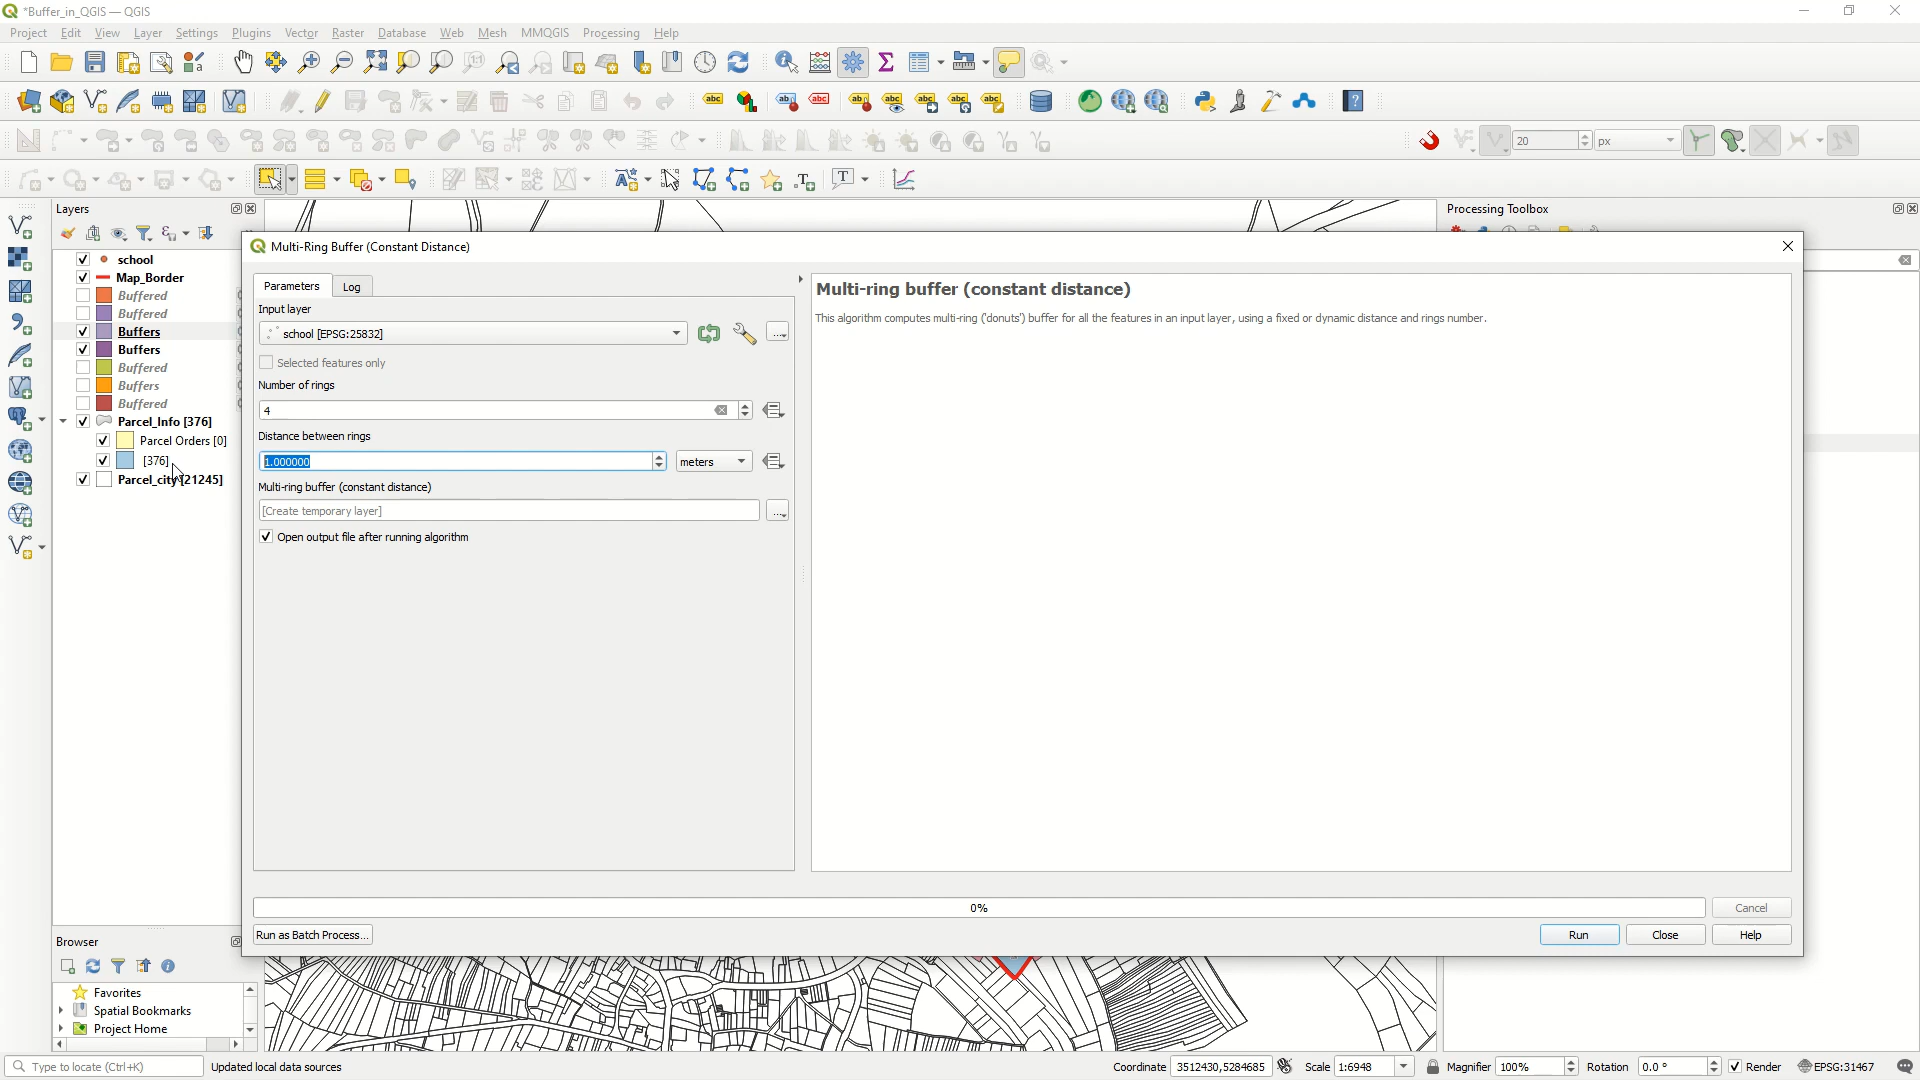 *Buffer_in_QGIS — QGIS
Project Edit View Layer Settings Plugins Vector Raster Database Web Mesh MMQGIS Processing Help
20 px
Layers
Processing Toolbox
school
Map_Border
Buffered
Buffered
Buffers
Buffers
Buffered
Buffers
Buffered
Parcel_Info [376]
Parcel Orders [0]
[376]
Parcel_city [21245]
Multi-Ring Buffer (Constant Distance)
Parameters Log
Input layer
school [EPSG:25832]
Selected features only
Number of rings
4
Distance between rings
1.000000 meters
Multi-ring buffer (constant distance)
[Create temporary layer]
Open output file after running algorithm
Multi-ring buffer (constant distance)
This algorithm computes multi-ring ('donuts') buffer for all the features in an input layer, using a fixed or dynamic distance and rings number.
0% Cancel
Run as Batch Process... Run Close Help
Browser
Favorites
Spatial Bookmarks
Project Home
Type to locate (Ctrl+K) Updated local data sources Coordinate 3512430,5284685 Scale 1:6948 Magnifier 100% Rotation 0.0 ° Render EPSG:31467